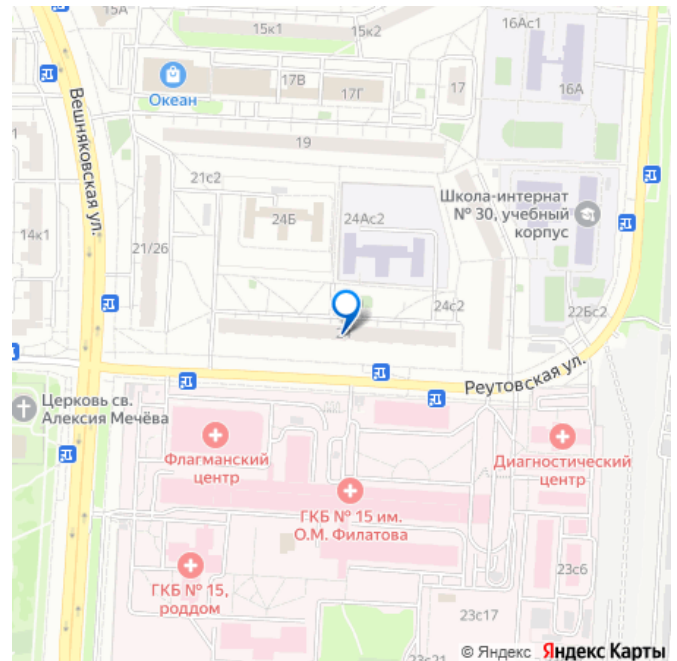 15А
15к1
15к2
16Ас1
17В
17Г
17
16А
Океан
Вешняковская ул.
19
21с2
Школа-интернат
№ 30, учебный
корпус
24Б
24Ас2
14к1
21/26
24с2
22Бс2
Реутовская ул.
Церковь св.
Алексия Мечёва
Флагманский
центр
Диагностический
центр
ГКБ № 15 им.
О.М. Филатова
ГКБ № 15,
роддом
23с6
23с17
23с21
© Яндекс Яндекс Карты